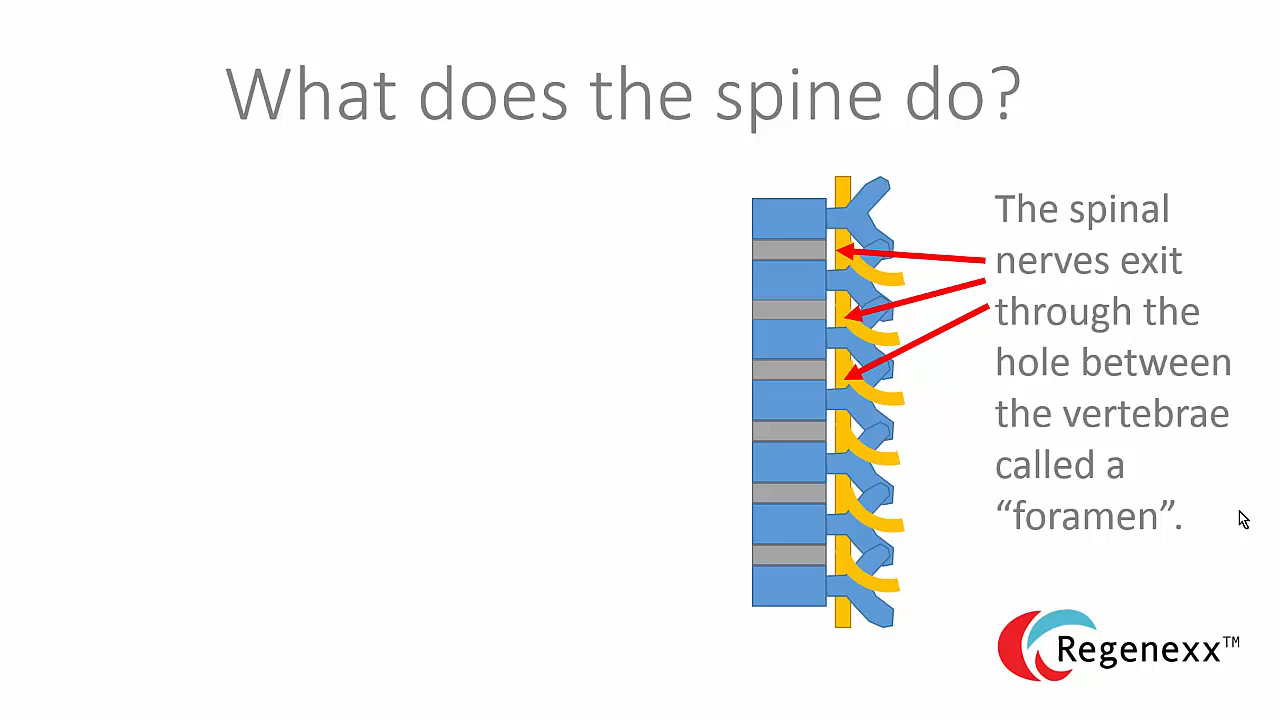 What does the spine do?
The spinal
nerves exit
through the
hole between
the vertebrae
called a
“foramen”.
Regenexx™